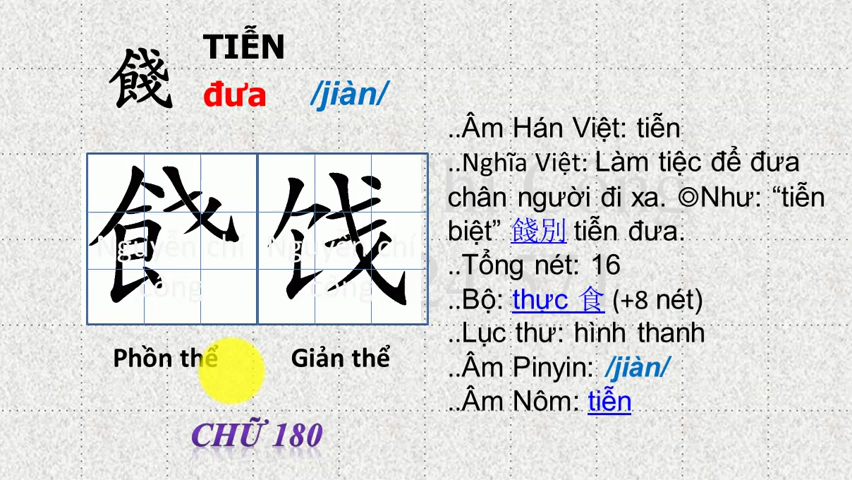 餞
TIỄN
đưa /jiàn/
餞 饯
Phồn thể Giản thể
CHỮ 180
..Âm Hán Việt: tiễn
..Nghĩa Việt: Làm tiệc để đưa
chân người đi xa. ◎Như: “tiễn
biệt” 餞別 tiễn đưa.
..Tổng nét: 16
..Bộ: thực 食 (+8 nét)
..Lục thư: hình thanh
..Âm Pinyin: /jiàn/
..Âm Nôm: tiễn